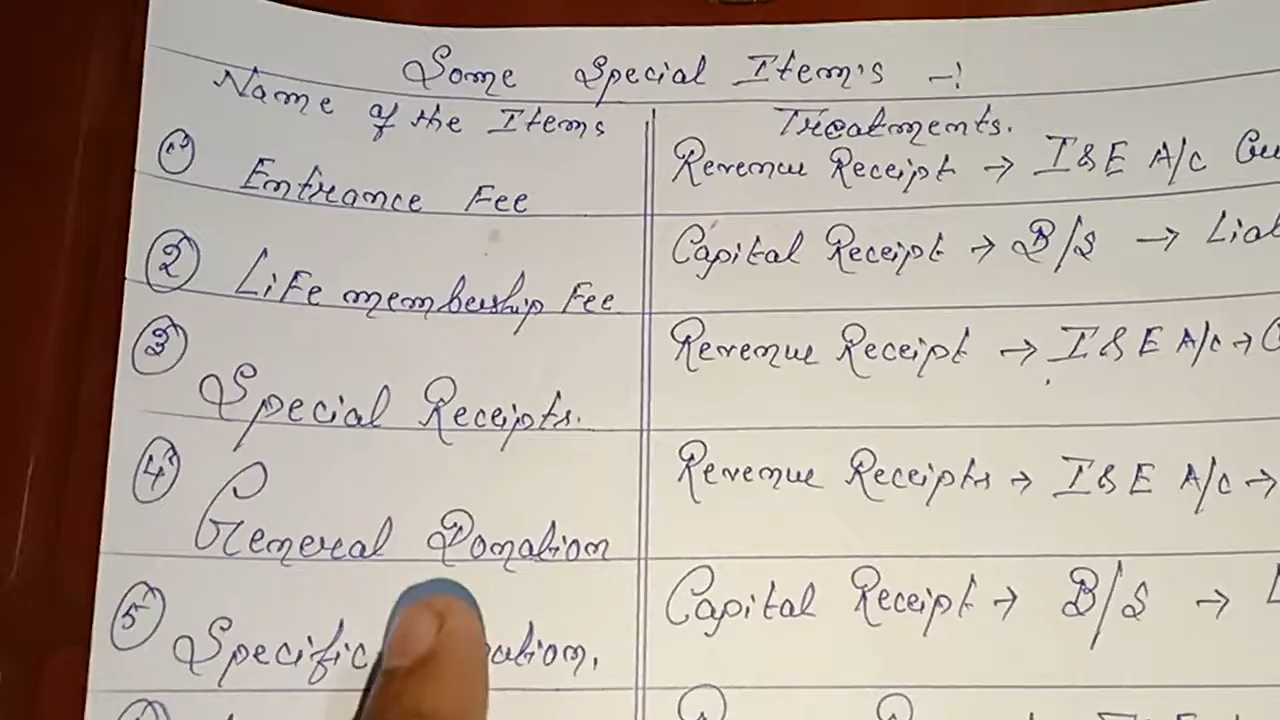 Some Special Item's -:
Name of the Items
Treatments.
1 Entrance Fee
Revenue Receipt → I&E A/c
2 Life membership Fee
Capital Receipt → B/S →
3 Special Receipts.
Revenue Receipt → I&E A/c →
4 General Donation
Revenue Receipts → I&E A/c →
5 Specific
Capital Receipt → B/S →